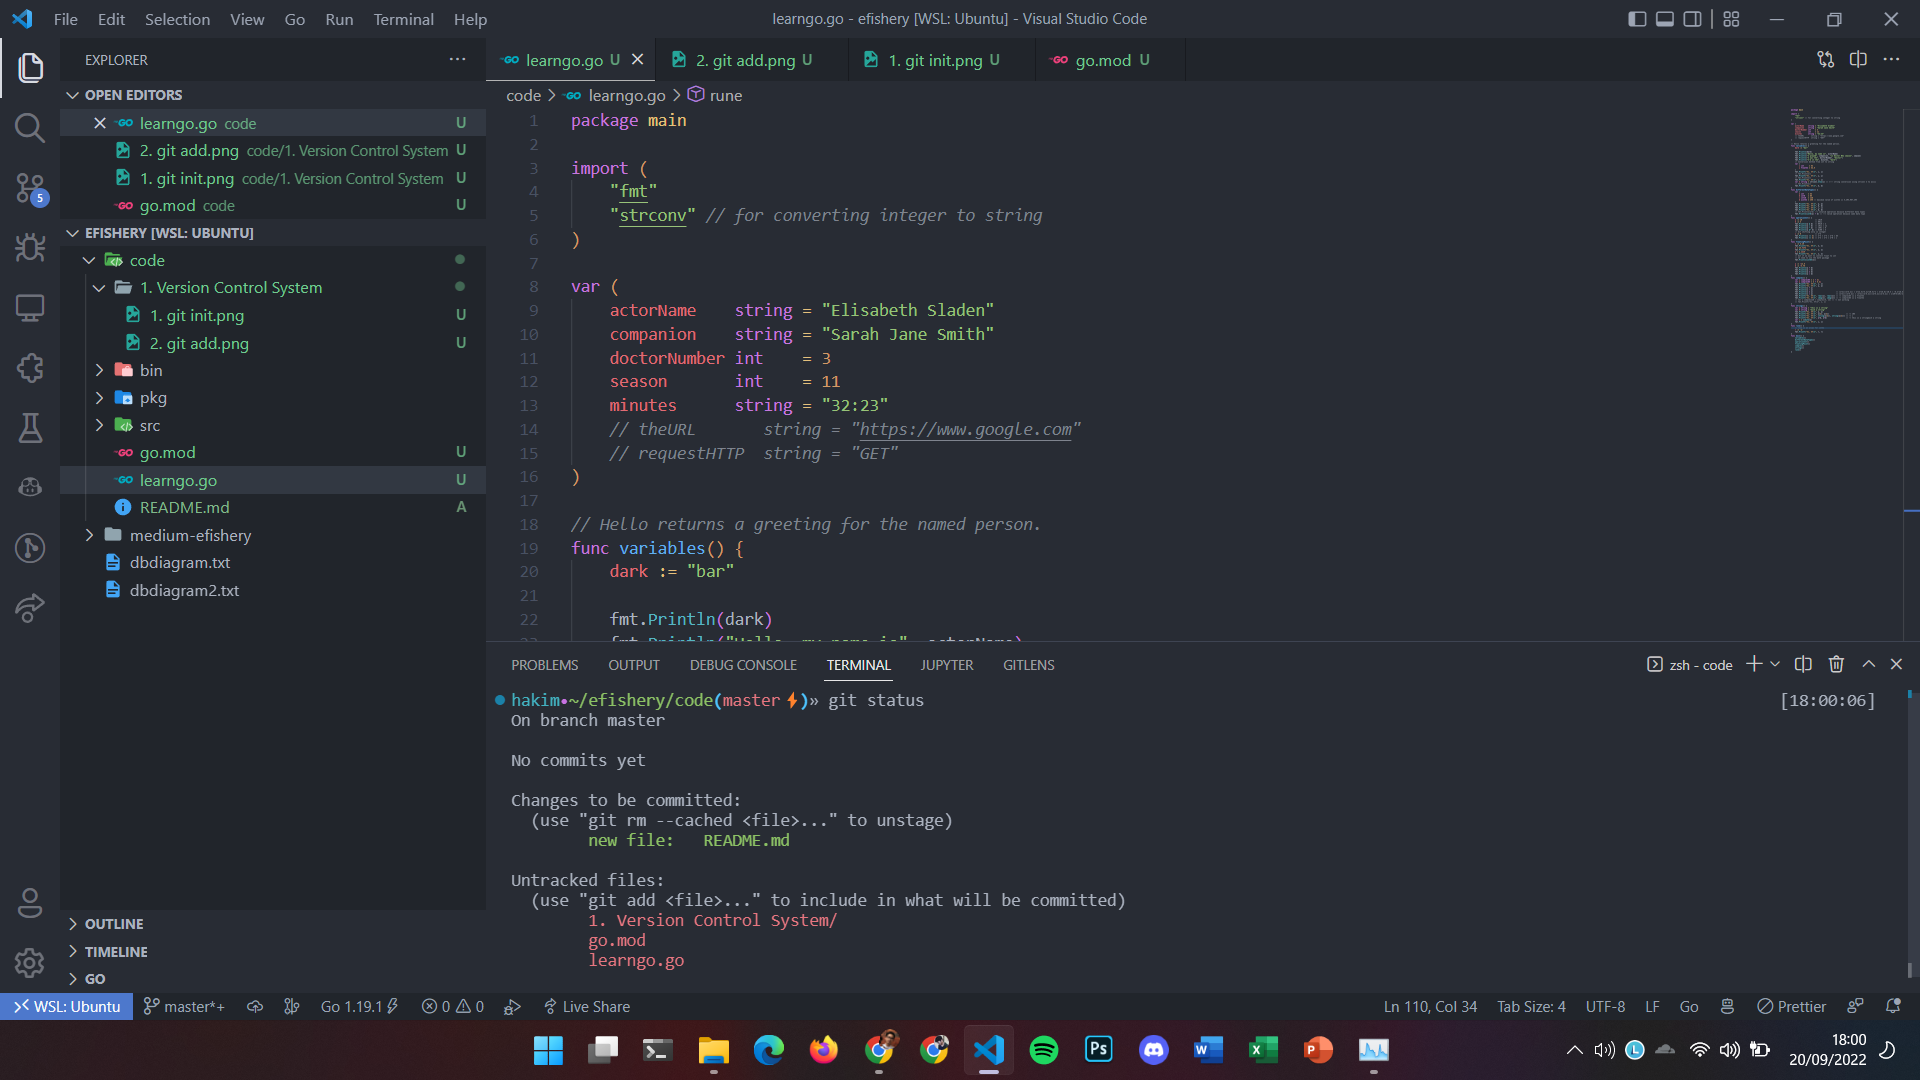 File Edit Selection View Go Run Terminal Help
learngo.go - efishery [WSL: Ubuntu] - Visual Studio Code
EXPLORER
OPEN EDITORS
learngo.go code U
2. git add.png code/1. Version Control System U
1. git init.png code/1. Version Control System U
go.mod code U
EFISHERY [WSL: UBUNTU]
code
1. Version Control System
1. git init.png U
2. git add.png U
bin
pkg
src
go.mod U
learngo.go U
README.md A
medium-efishery
dbdiagram.txt
dbdiagram2.txt
OUTLINE
TIMELINE
GO
5
learngo.go U 2. git add.png U 1. git init.png U go.mod U
code > learngo.go > rune
1 package main
2
3 import (
4 "fmt"
5 "strconv" // for converting integer to string
6 )
7
8 var (
9 actorName string = "Elisabeth Sladen"
10 companion string = "Sarah Jane Smith"
11 doctorNumber int = 3
12 season int = 11
13 minutes string = "32:23"
14 // theURL string = "https://www.google.com"
15 // requestHTTP string = "GET"
16 )
17
18 // Hello returns a greeting for the named person.
19 func variables() {
20 dark := "bar"
21
22 fmt.Println(dark)
PROBLEMS OUTPUT DEBUG CONSOLE TERMINAL JUPYTER GITLENS
zsh - code
hakim•~/efishery/code(master⚡)» git status [18:00:06]
On branch master
No commits yet
Changes to be committed:
(use "git rm --cached <file>..." to unstage)
new file: README.md
Untracked files:
(use "git add <file>..." to include in what will be committed)
1. Version Control System/
go.mod
learngo.go
WSL: Ubuntu master*+ Go 1.19.1 0 0 Live Share
Ln 110, Col 34 Tab Size: 4 UTF-8 LF Go Prettier
18:00
20/09/2022